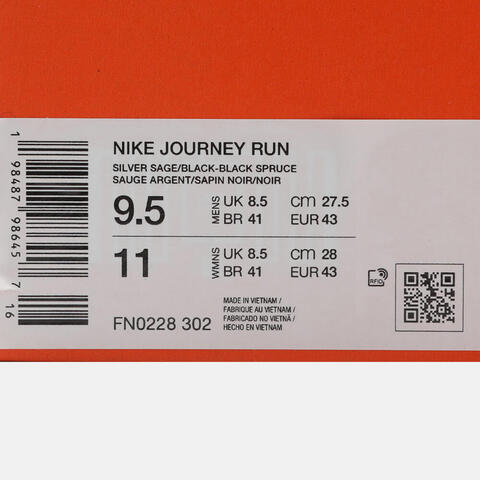 NIKE JOURNEY RUN
SILVER SAGE/BLACK-BLACK SPRUCE
SAUGE ARGENT/SAPIN NOIR/NOIR
9.5 MENS UK 8.5 cm 27.5
BR 41 EUR 43
11 WMNS UK 8.5 cm 28
BR 41 EUR 43
FN0228 302
MADE IN VIETNAM /
FABRIQUE AU VIETNAM /
FABRICADO NO VIETNÃ /
HECHO EN VIETNAM
RFID
1 98487 98645 7 16